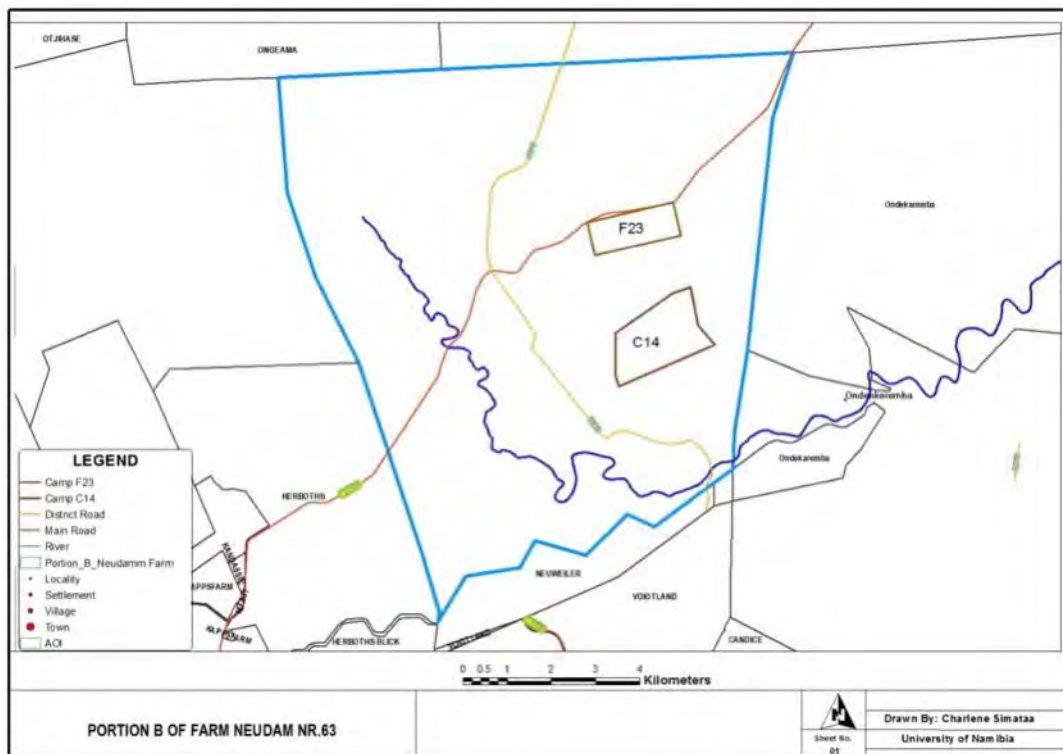 OTJIHASE
ONGEAMA
Ondekaremba
F23
C14
Ondekaremba
Ondekaremba
HERBOTHS
KAPPSFARM
NEUWEILER
VOIGTLAND
HERBOTHS BLICK
CANDICE
LEGEND
Camp F23
Camp C14
District Road
Main Road
River
Portion_B_Neudamm Farm
Locality
Settlement
Village
Town
AOI
0 0.5 1 2 3 4
Kilometers
PORTION B OF FARM NEUDAM NR.63
N
Sheet No.
01
Drawn By: Charlene Simataa
University of Namibia